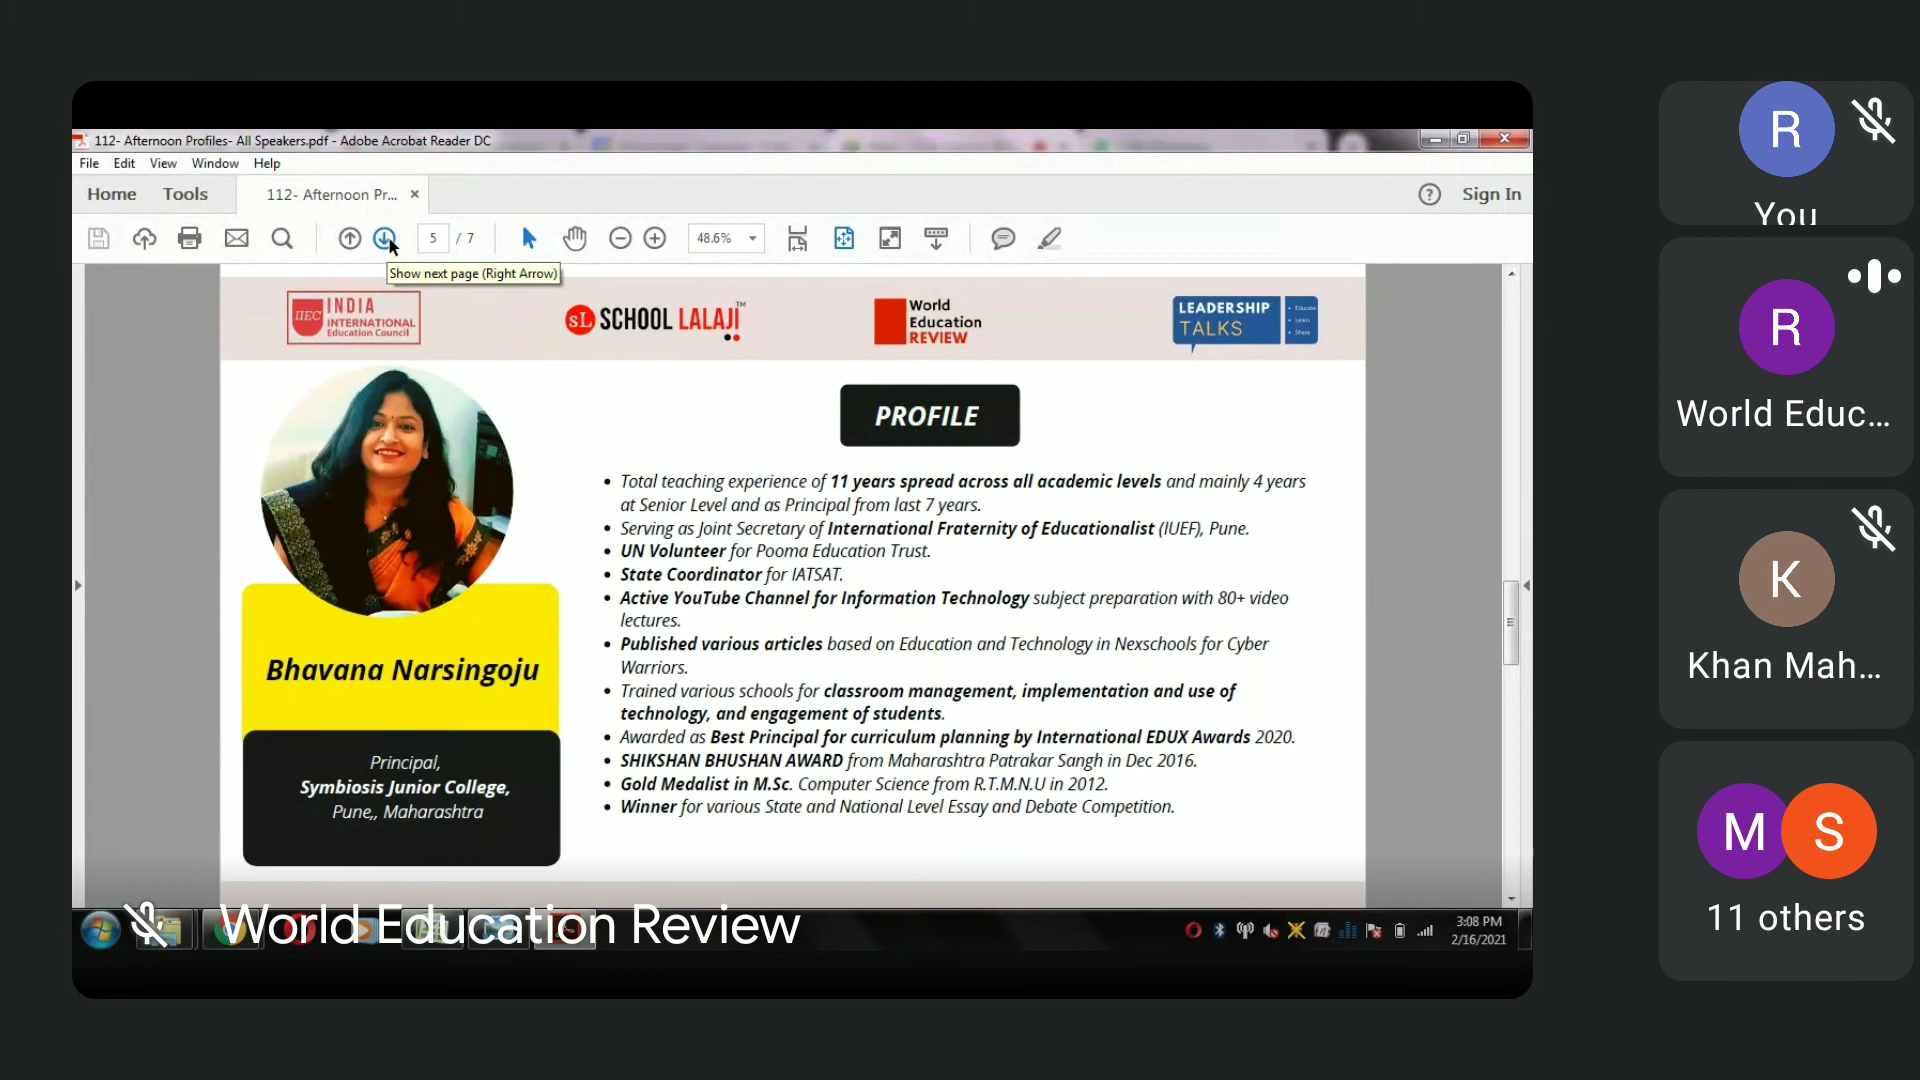 112- Afternoon Profiles- All Speakers.pdf - Adobe Acrobat Reader DC
File Edit View Window Help
Home Tools 112- Afternoon Pr... × Sign In
5 / 7 48.6%
Show next page (Right Arrow)
IIEC INDIA INTERNATIONAL Education Council
sL SCHOOL LALAJI TM
World Education REVIEW
LEADERSHIP TALKS
• Educate
• Learn
• Share
PROFILE
• Total teaching experience of 11 years spread across all academic levels and mainly 4 years
at Senior Level and as Principal from last 7 years.
• Serving as Joint Secretary of International Fraternity of Educationalist (IUEF), Pune.
• UN Volunteer for Pooma Education Trust.
• State Coordinator for IATSAT.
• Active YouTube Channel for Information Technology subject preparation with 80+ video
lectures.
• Published various articles based on Education and Technology in Nexschools for Cyber
Warriors.
• Trained various schools for classroom management, implementation and use of
technology, and engagement of students.
• Awarded as Best Principal for curriculum planning by International EDUX Awards 2020.
• SHIKSHAN BHUSHAN AWARD from Maharashtra Patrakar Sangh in Dec 2016.
• Gold Medalist in M.Sc. Computer Science from R.T.M.N.U in 2012.
• Winner for various State and National Level Essay and Debate Competition.
Bhavana Narsingoju
Principal,
Symbiosis Junior College,
Pune,, Maharashtra
World Education Review
3:08 PM
2/16/2021
R
You
R
World Educ...
K
Khan Mah...
M S
11 others